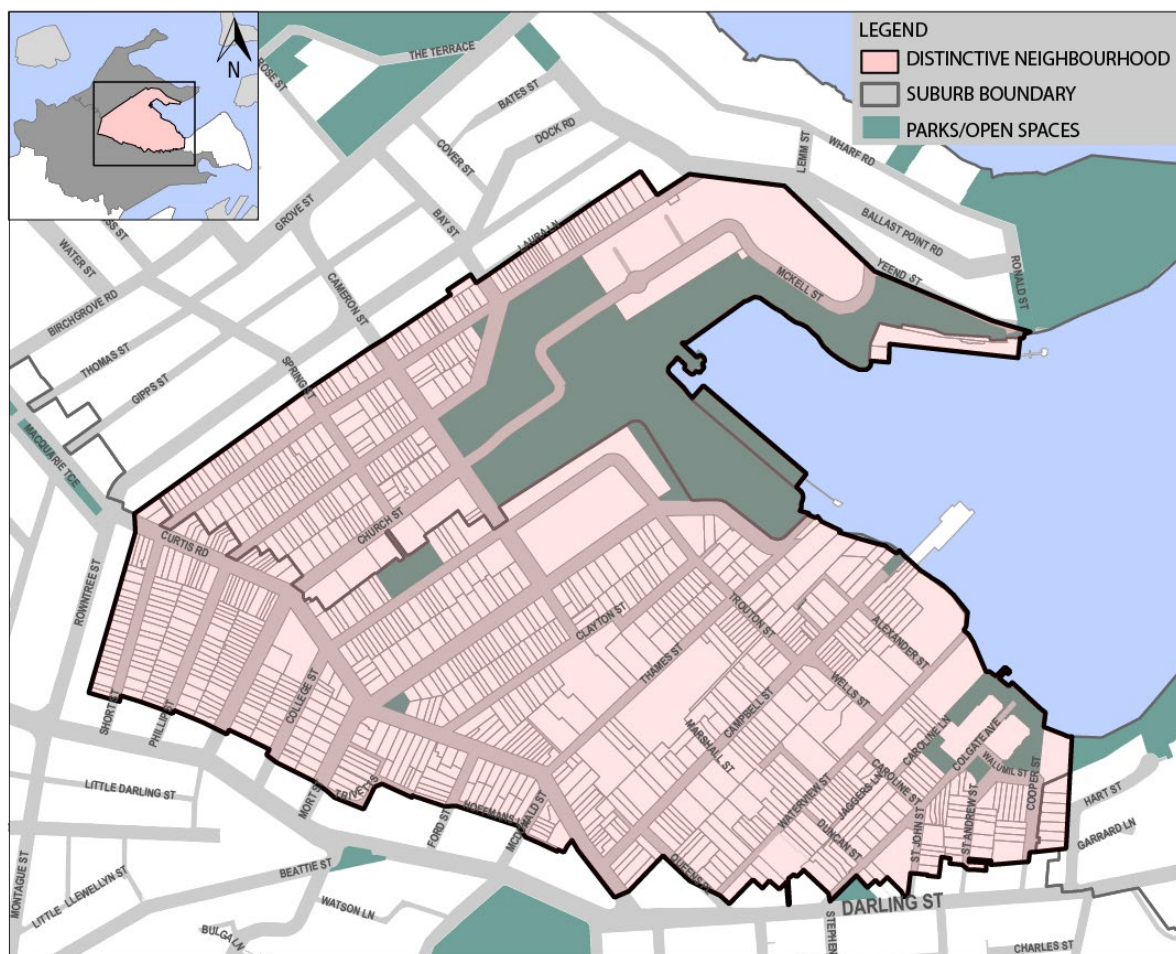 N
LEGEND
DISTINCTIVE NEIGHBOURHOOD
SUBURB BOUNDARY
PARKS/OPEN SPACES
THE TERRACE
ROSE ST
BATES ST
DOCK RD
COVER ST
LEMM ST
WHARF RD
BALLAST POINT RD
YEEND ST
RONALD ST
MCKELL ST
GROVE ST
BAY ST
LAURA LN
WATER ST
CAMERON ST
BIRCHGROVE RD
THOMAS ST
GIPPS ST
SPRING ST
MACQUARIE TCE
CHURCH ST
CURTIS RD
ROWNTREE ST
CLAYTON ST
TROUTON ST
THAMES ST
ALEXANDER ST
WELLS ST
CAMPBELL ST
MARSHALL ST
COLLEGE ST
SHORT ST
PHILLIP ST
CAROLINE LN
COLGATE AVE
WALUMIL ST
CAROLINE ST
COOPER ST
WATERVIEW ST
JAGGERS LN
DUNCAN ST
ST JOHN ST
ST ANDREW ST
HART ST
GARRARD LN
LITTLE DARLING ST
MORT ST
FORD ST
MCDONALD ST
MONTAGUE ST
BEATTIE ST
LITTLE LLEWELLYN ST
WATSON LN
BULGA LN
DARLING ST
STEPHEN
CHARLES ST